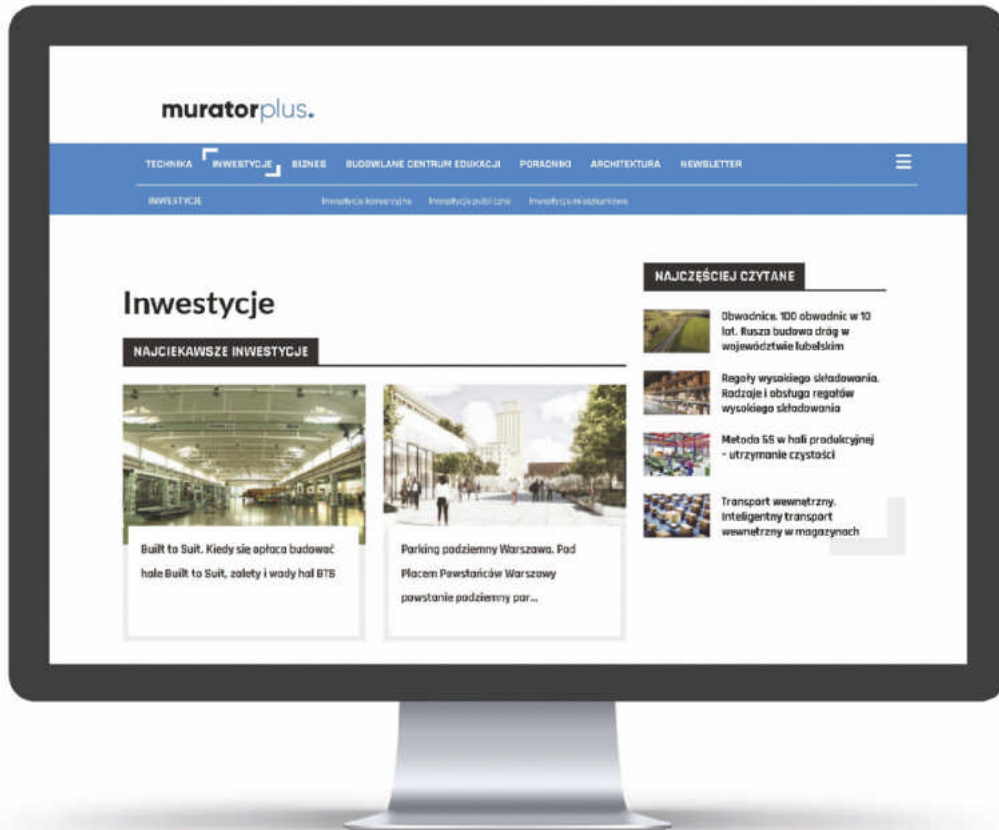 muratorplus.
TECHNIKA INWESTYCJE BIZNES BUDOWLANE CENTRUM EDUKACJI PORADNIKI ARCHITEKTURA NEWSLETTER
INWESTYCJE Inwestycje komercyjne Inwestycje publiczne Inwestycje mieszkaniowe
Inwestycje
NAJCIEKAWSZE INWESTYCJE
Built to Suit. Kiedy się opłaca budować
hale Built to Suit, zalety i wady hal BTS
Parking podziemny Warszawa. Pod
Placem Powstańców Warszawy
powstanie podziemny par...
NAJCZĘŚCIEJ CZYTANE
Obwodnice. 100 obwodnic w 10
lat. Rusza budowa dróg w
województwie lubelskim
Regały wysokiego składowania.
Rodzaje i obsługa regałów
wysokiego składowania
Metoda 5S w hali produkcyjnej
- utrzymanie czystości
Transport wewnętrzny.
Inteligentny transport
wewnętrzny w magazynach